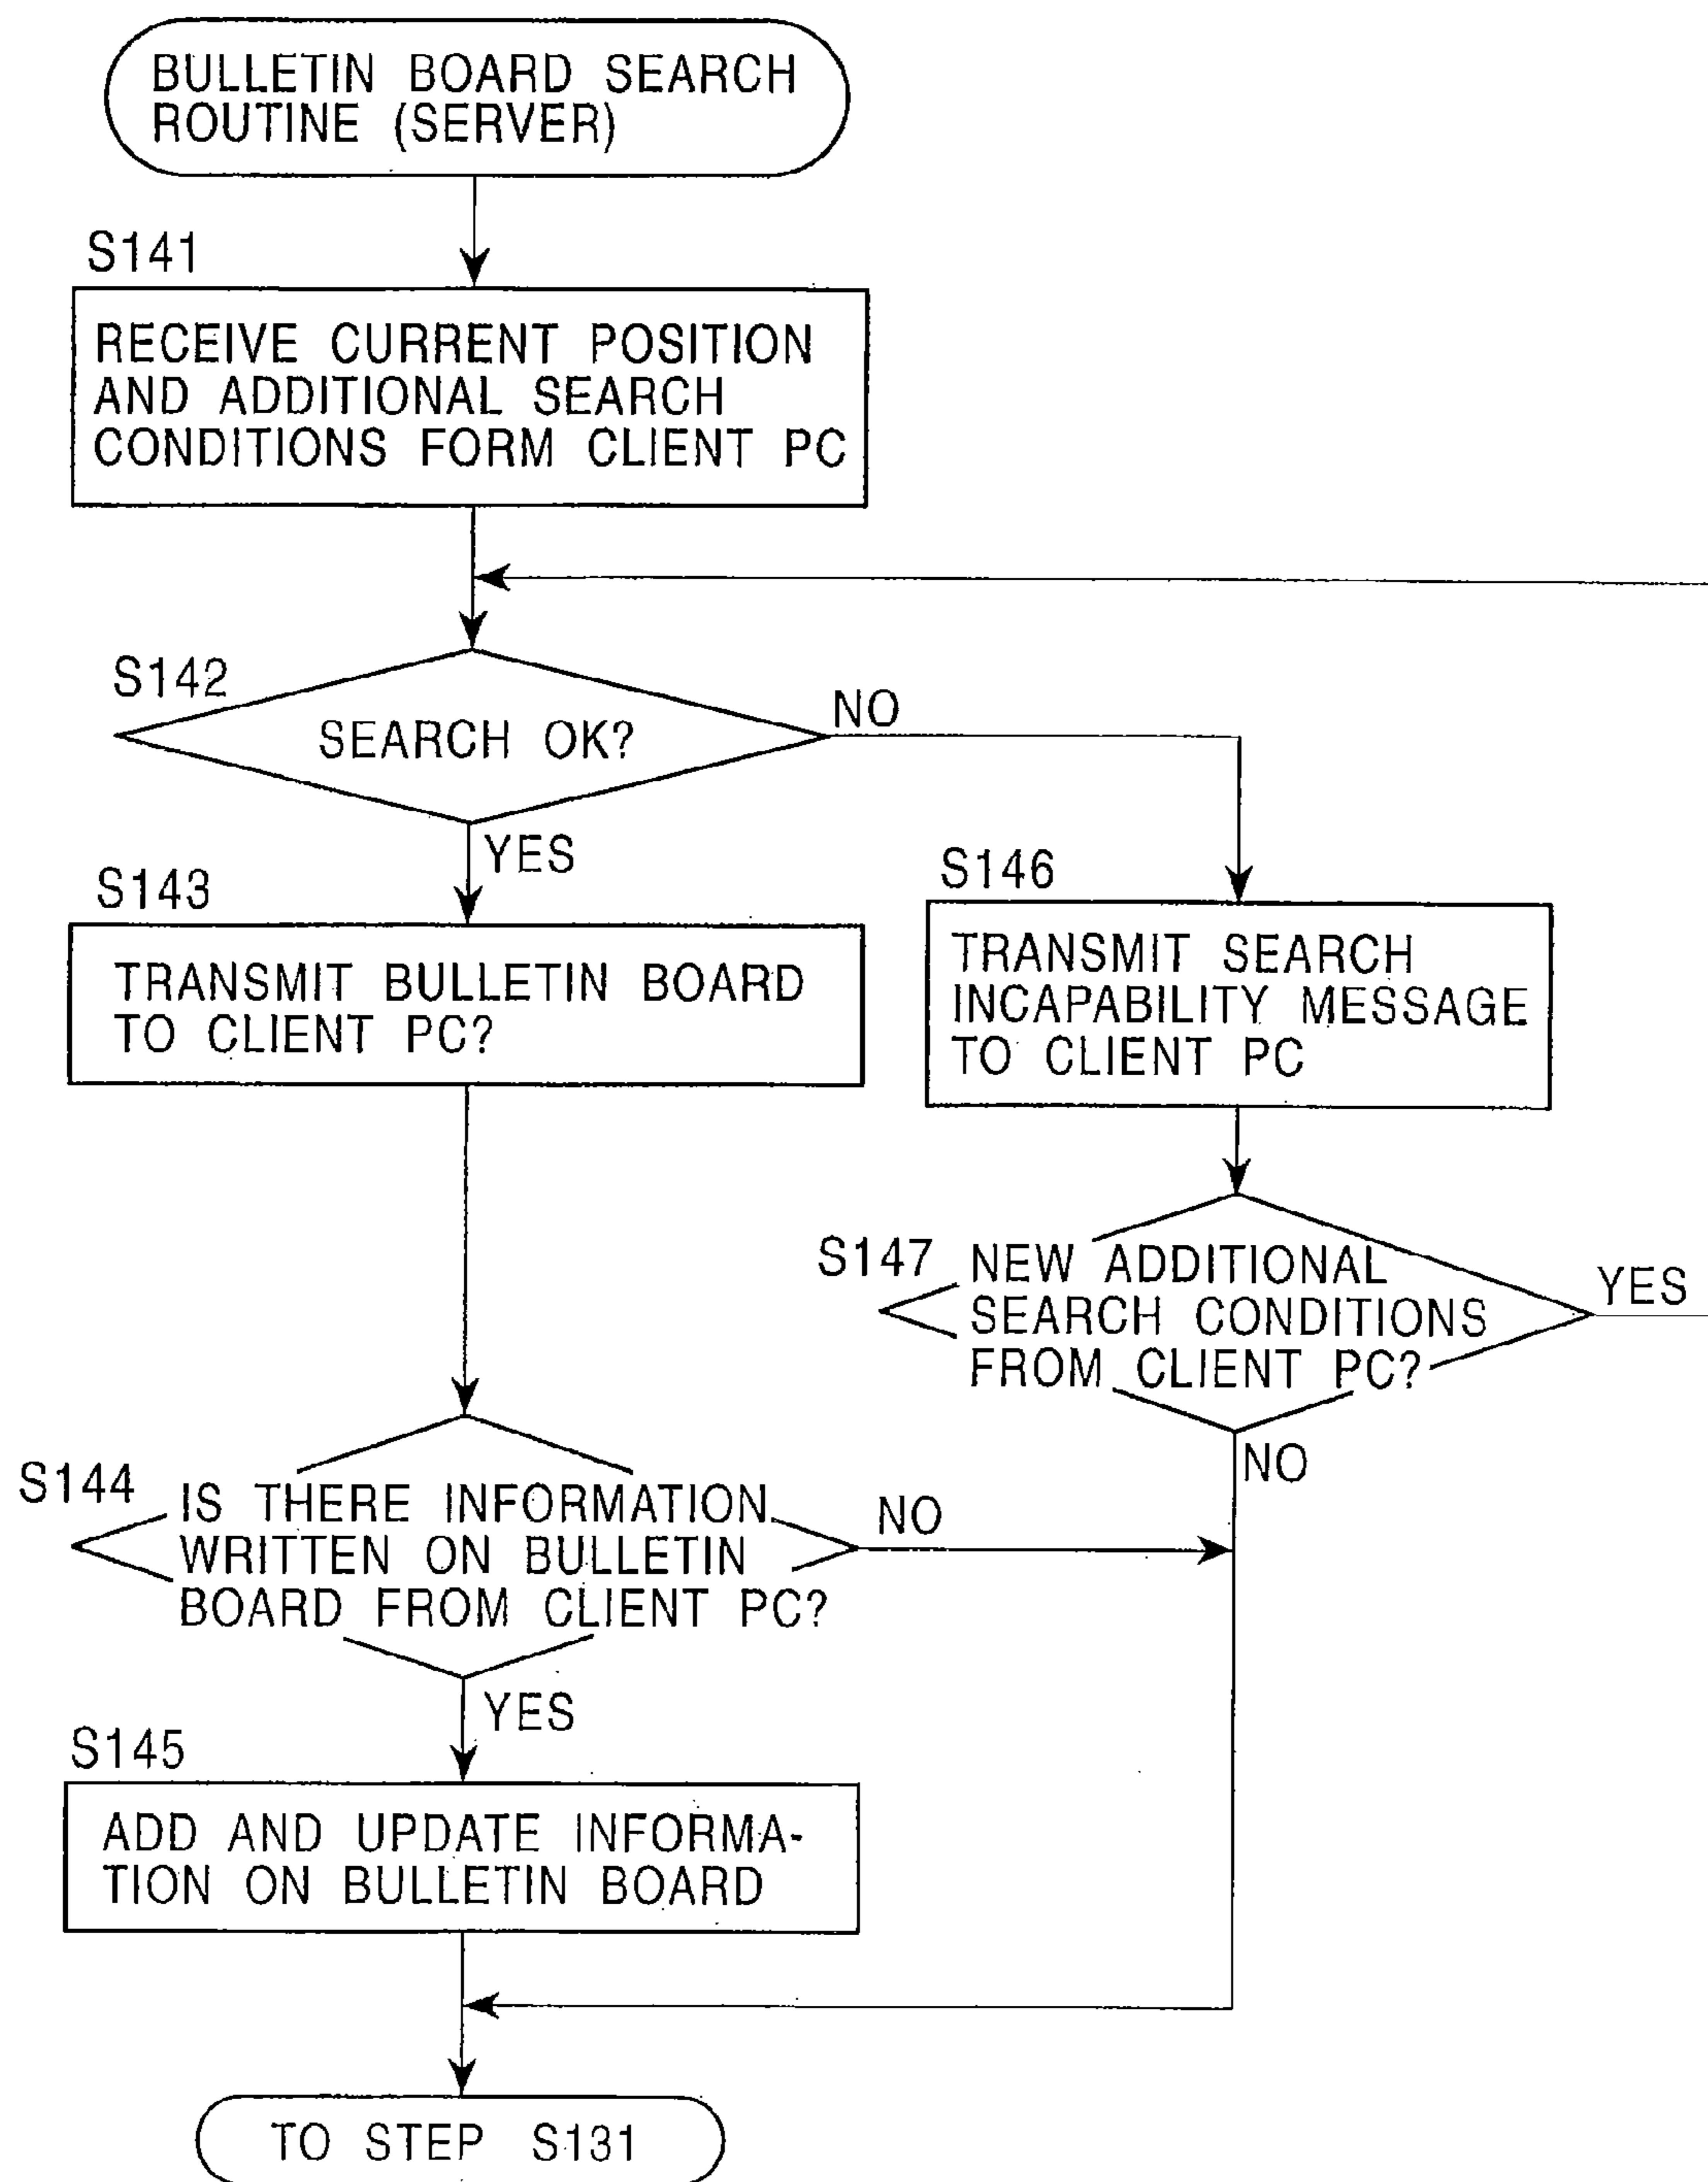 BULLETIN BOARD SEARCH
ROUTINE (SERVER)
S141
RECEIVE CURRENT POSITION
AND ADDITIONAL SEARCH
CONDITIONS FORM CLIENT PC
S142
SEARCH OK?
NO
YES
S143
TRANSMIT BULLETIN BOARD
TO CLIENT PC?
S146
TRANSMIT SEARCH
INCAPABILITY MESSAGE
TO CLIENT PC
S147
NEW ADDITIONAL
SEARCH CONDITIONS
FROM CLIENT PC?
YES
NO
S144
IS THERE INFORMATION
WRITTEN ON BULLETIN
BOARD FROM CLIENT PC?
NO
YES
S145
ADD AND UPDATE INFORMA-
TION ON BULLETIN BOARD
TO STEP S131